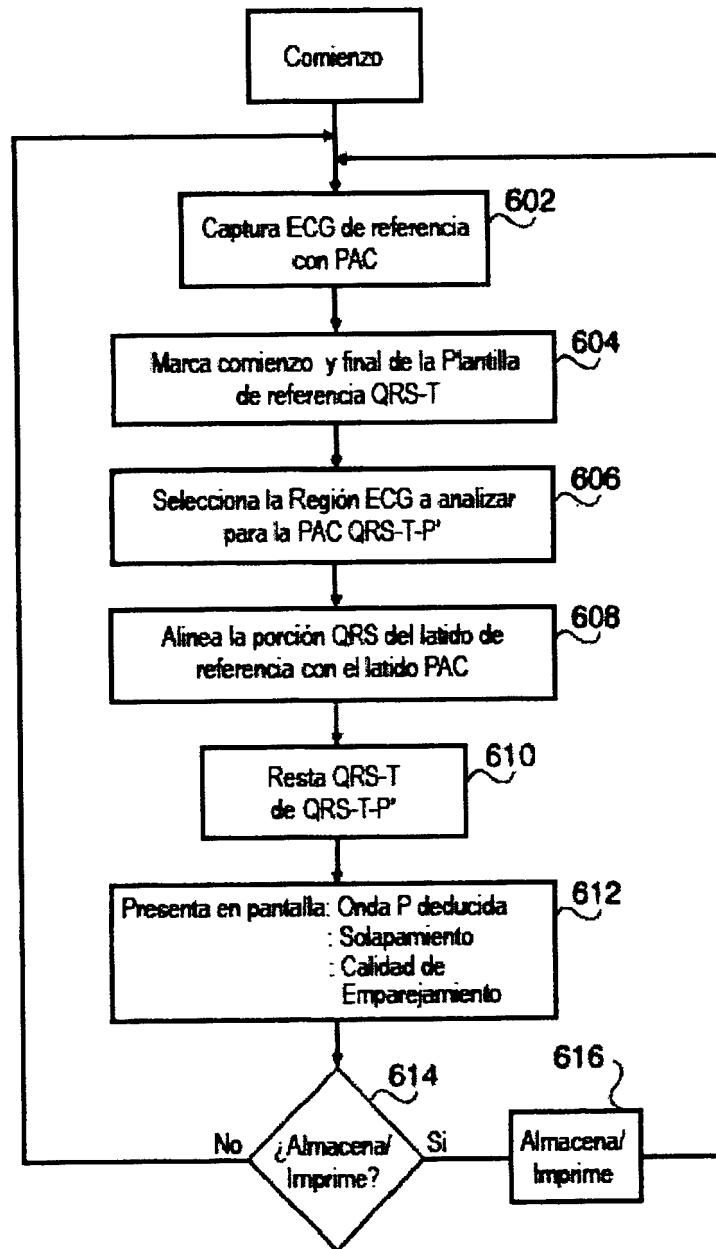 Comienzo
602
Captura ECG de referencia
con PAC
604
Marca comienzo y final de la Plantilla
de referencia QRS-T
606
Selecciona la Región ECG a analizar
para la PAC QRS-T-P'
608
Alinea la porción QRS del latido de
referencia con el latido PAC
610
Resta QRS-T
de QRS-T-P'
612
Presenta en pantalla: Onda P deducida
: Solapamiento
: Calidad de
Emparejamiento
614
616
No
¿Almacena/
Imprime?
Si
Almacena/
Imprime